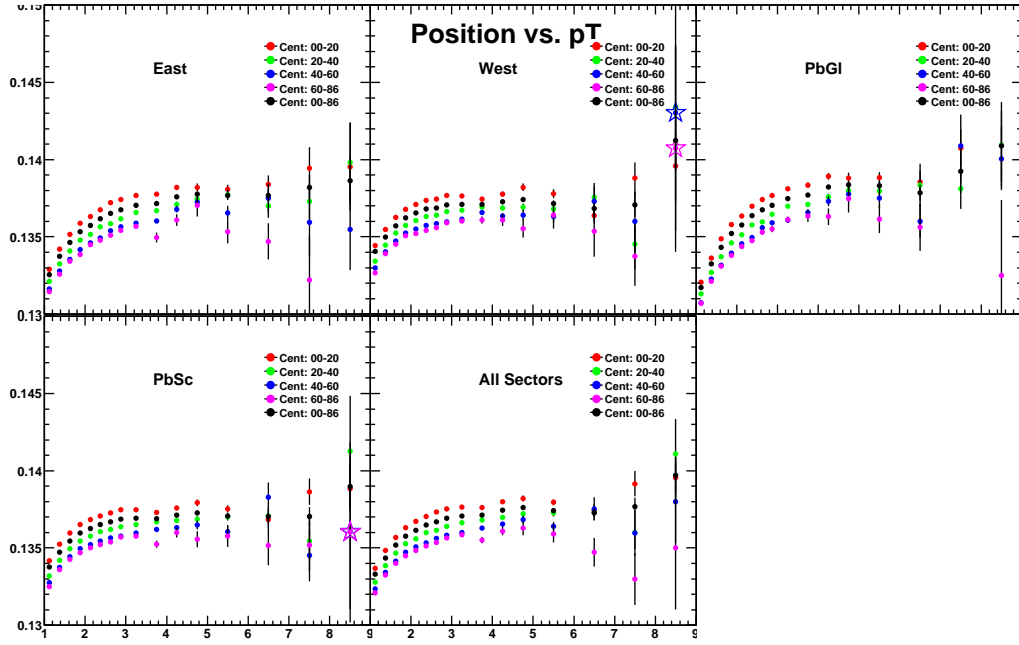 Position vs. pT
0.15
0.145
0.14
0.135
0.13
East
Cent: 00-20
Cent: 20-40
Cent: 40-60
Cent: 60-86
Cent: 00-86
West
Cent: 00-20
Cent: 20-40
Cent: 40-60
Cent: 60-86
Cent: 00-86
PbGl
Cent: 00-20
Cent: 20-40
Cent: 40-60
Cent: 60-86
Cent: 00-86
0.145
0.14
0.135
0.13
PbSc
Cent: 00-20
Cent: 20-40
Cent: 40-60
Cent: 60-86
Cent: 00-86
1 2 3 4 5 6 7 8 9
All Sectors
Cent: 00-20
Cent: 20-40
Cent: 40-60
Cent: 60-86
Cent: 00-86
2 3 4 5 6 7 8 9